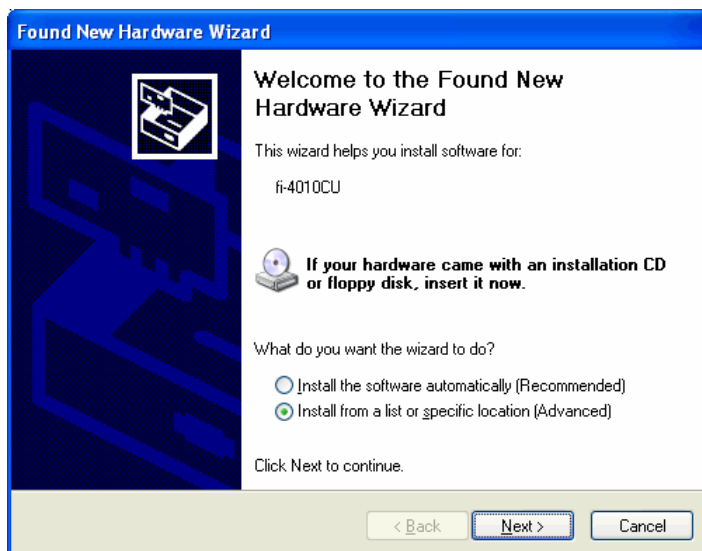 Found New Hardware Wizard
Welcome to the Found New
Hardware Wizard
This wizard helps you install software for:
fi-4010CU
If your hardware came with an installation CD
or floppy disk, insert it now.
What do you want the wizard to do?
Install the software automatically (Recommended)
Install from a list or specific location (Advanced)
Click Next to continue.
< Back Next > Cancel